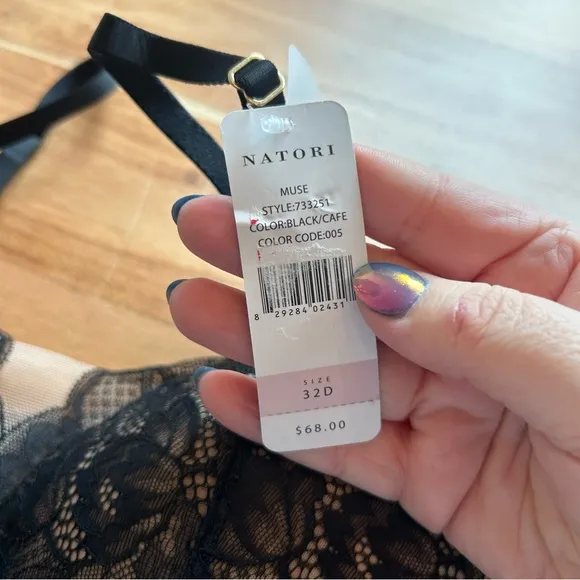 NATORI
MUSE
STYLE:733251
COLOR:BLACK/CAFE
COLOR CODE:005
8 29284 02431
SIZE
32D
$68.00